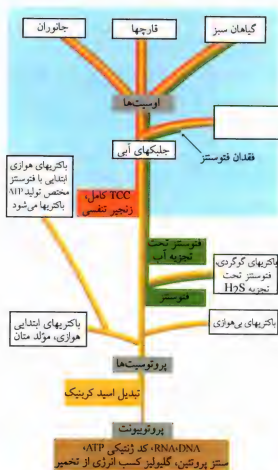 جانوران
قارچها
گیاهان سبز
اوسیت‌ها
جلبکهای آبی
فقدان فتوسنتز
باکتریهای هوازی
ابتدایی با فتوسنتز
مختص تولید ATP
باکتریها می‌شود
TCC کامل،
زنجیر تنفسی
فتوسنتز تحت
تجزیه آب
باکتریهای گوگردی،
فتوسنتز تحت
تجزیه H2S
فتوسنتز
باکتریهای ابتدایی
هوازی، مولد متان
باکتریهای بی‌هوازی
پروتوسیت‌ها
تبدیل اسید کربنیک
پروتوبیونت
RNA،DNA، کد ژنتیکی ATP،
سنتز پروتئین، گلیولیز کسب انرژی از تخمیر